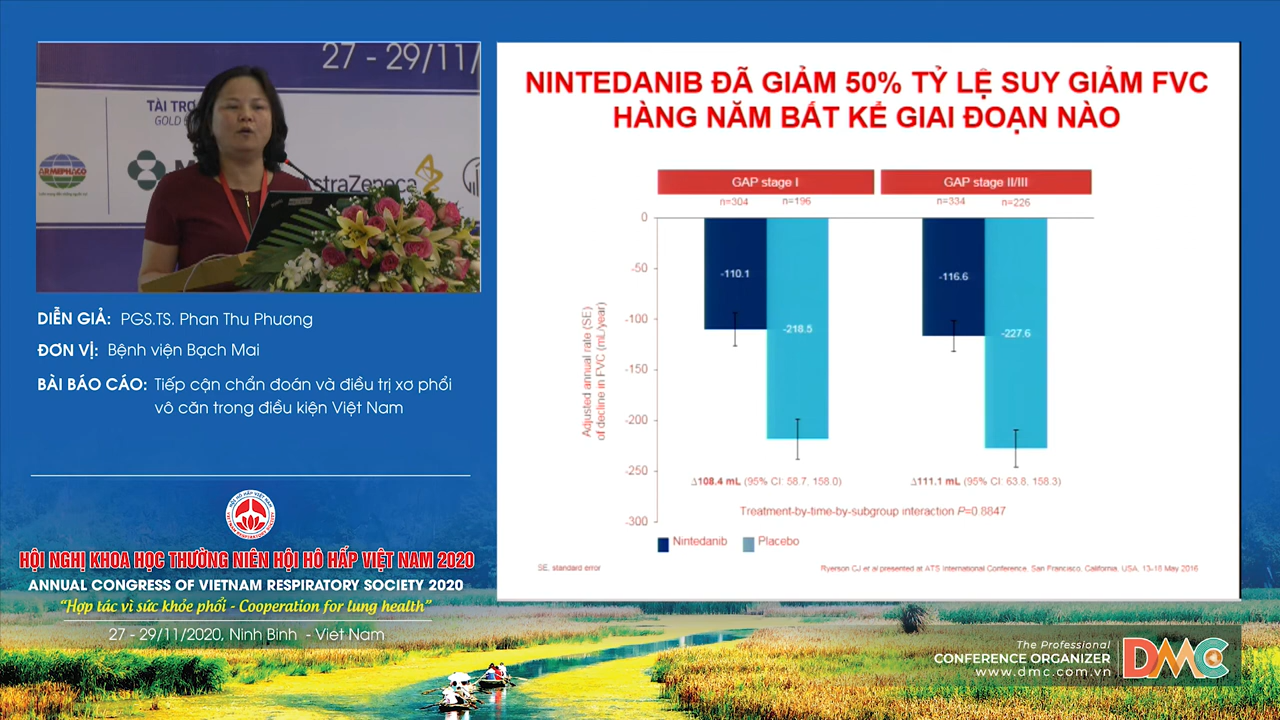 27 - 29/11/
TÀI TRỢ
GOLD
ARMEPHACO
M
straZeneca
DIỄN GIẢ: PGS.TS. Phan Thu Phương
ĐƠN VỊ: Bệnh viện Bạch Mai
BÀI BÁO CÁO: Tiếp cận chẩn đoán và điều trị xơ phổi
vô căn trong điều kiện Việt Nam
HỘI NGHỊ KHOA HỌC THƯỜNG NIÊN HỘI HÔ HẤP VIỆT NAM 2020
ANNUAL CONGRESS OF VIETNAM RESPIRATORY SOCIETY 2020
“Hợp tác vì sức khỏe phổi - Cooperation for lung health”
27 - 29/11/2020, Ninh Bình - Việt Nam
NINTEDANIB ĐÃ GIẢM 50% TỶ LỆ SUY GIẢM FVC
HÀNG NĂM BẤT KỂ GIAI ĐOẠN NÀO
GAP stage I
GAP stage II/III
n=304 n=196
n=334 n=226
Adjusted annual rate (SE)
of decline in FVC (mL/year)
0
-50
-100
-150
-200
-250
-300
-110.1
-218.5
-116.6
-227.6
Δ108.4 mL (95% CI: 58.7, 158.0)
Δ111.1 mL (95% CI: 63.8, 158.3)
Treatment-by-time-by-subgroup interaction P=0.8847
Nintedanib
Placebo
SE, standard error
Ryerson CJ et al presented at ATS International Conference, San Francisco, California, USA, 13-18 May 2016
The Professional
CONFERENCE ORGANIZER
www.dmc.com.vn
DMC